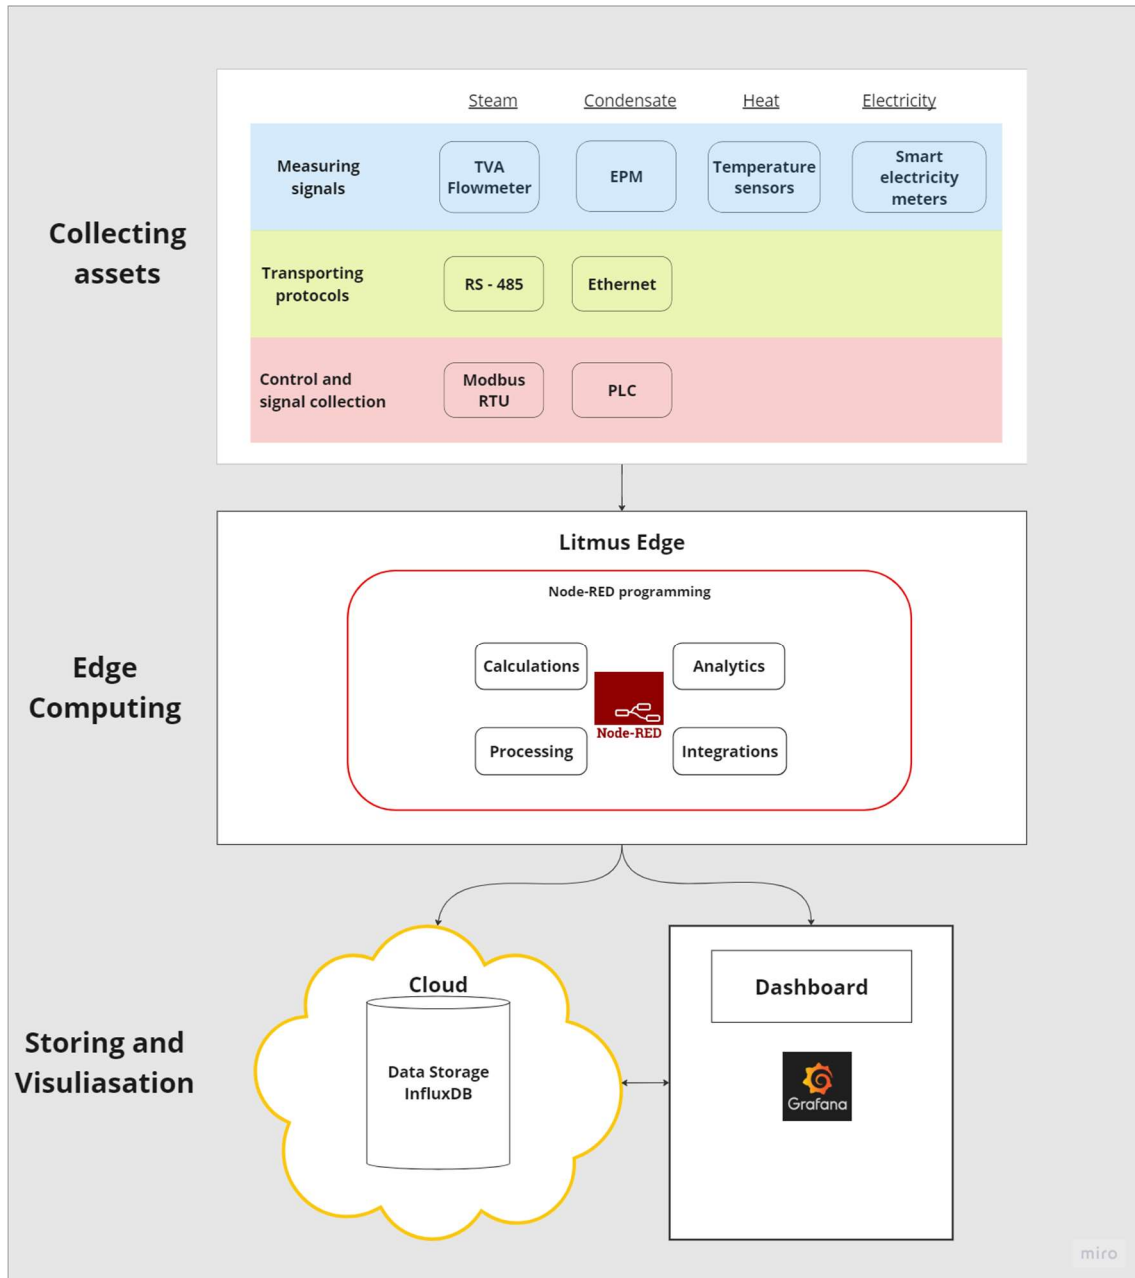 Steam
Condensate
Heat
Electricity
Collecting
assets
Measuring
signals
TVA
Flowmeter
EPM
Temperature
sensors
Smart
electricity
meters
Transporting
protocols
RS - 485
Ethernet
Control and
signal collection
Modbus
RTU
PLC
Edge
Computing
Litmus Edge
Node-RED programming
Calculations
Analytics
Node-RED
Processing
Integrations
Storing and
Visuliasation
Cloud
Data Storage
InfluxDB
Dashboard
Grafana
miro